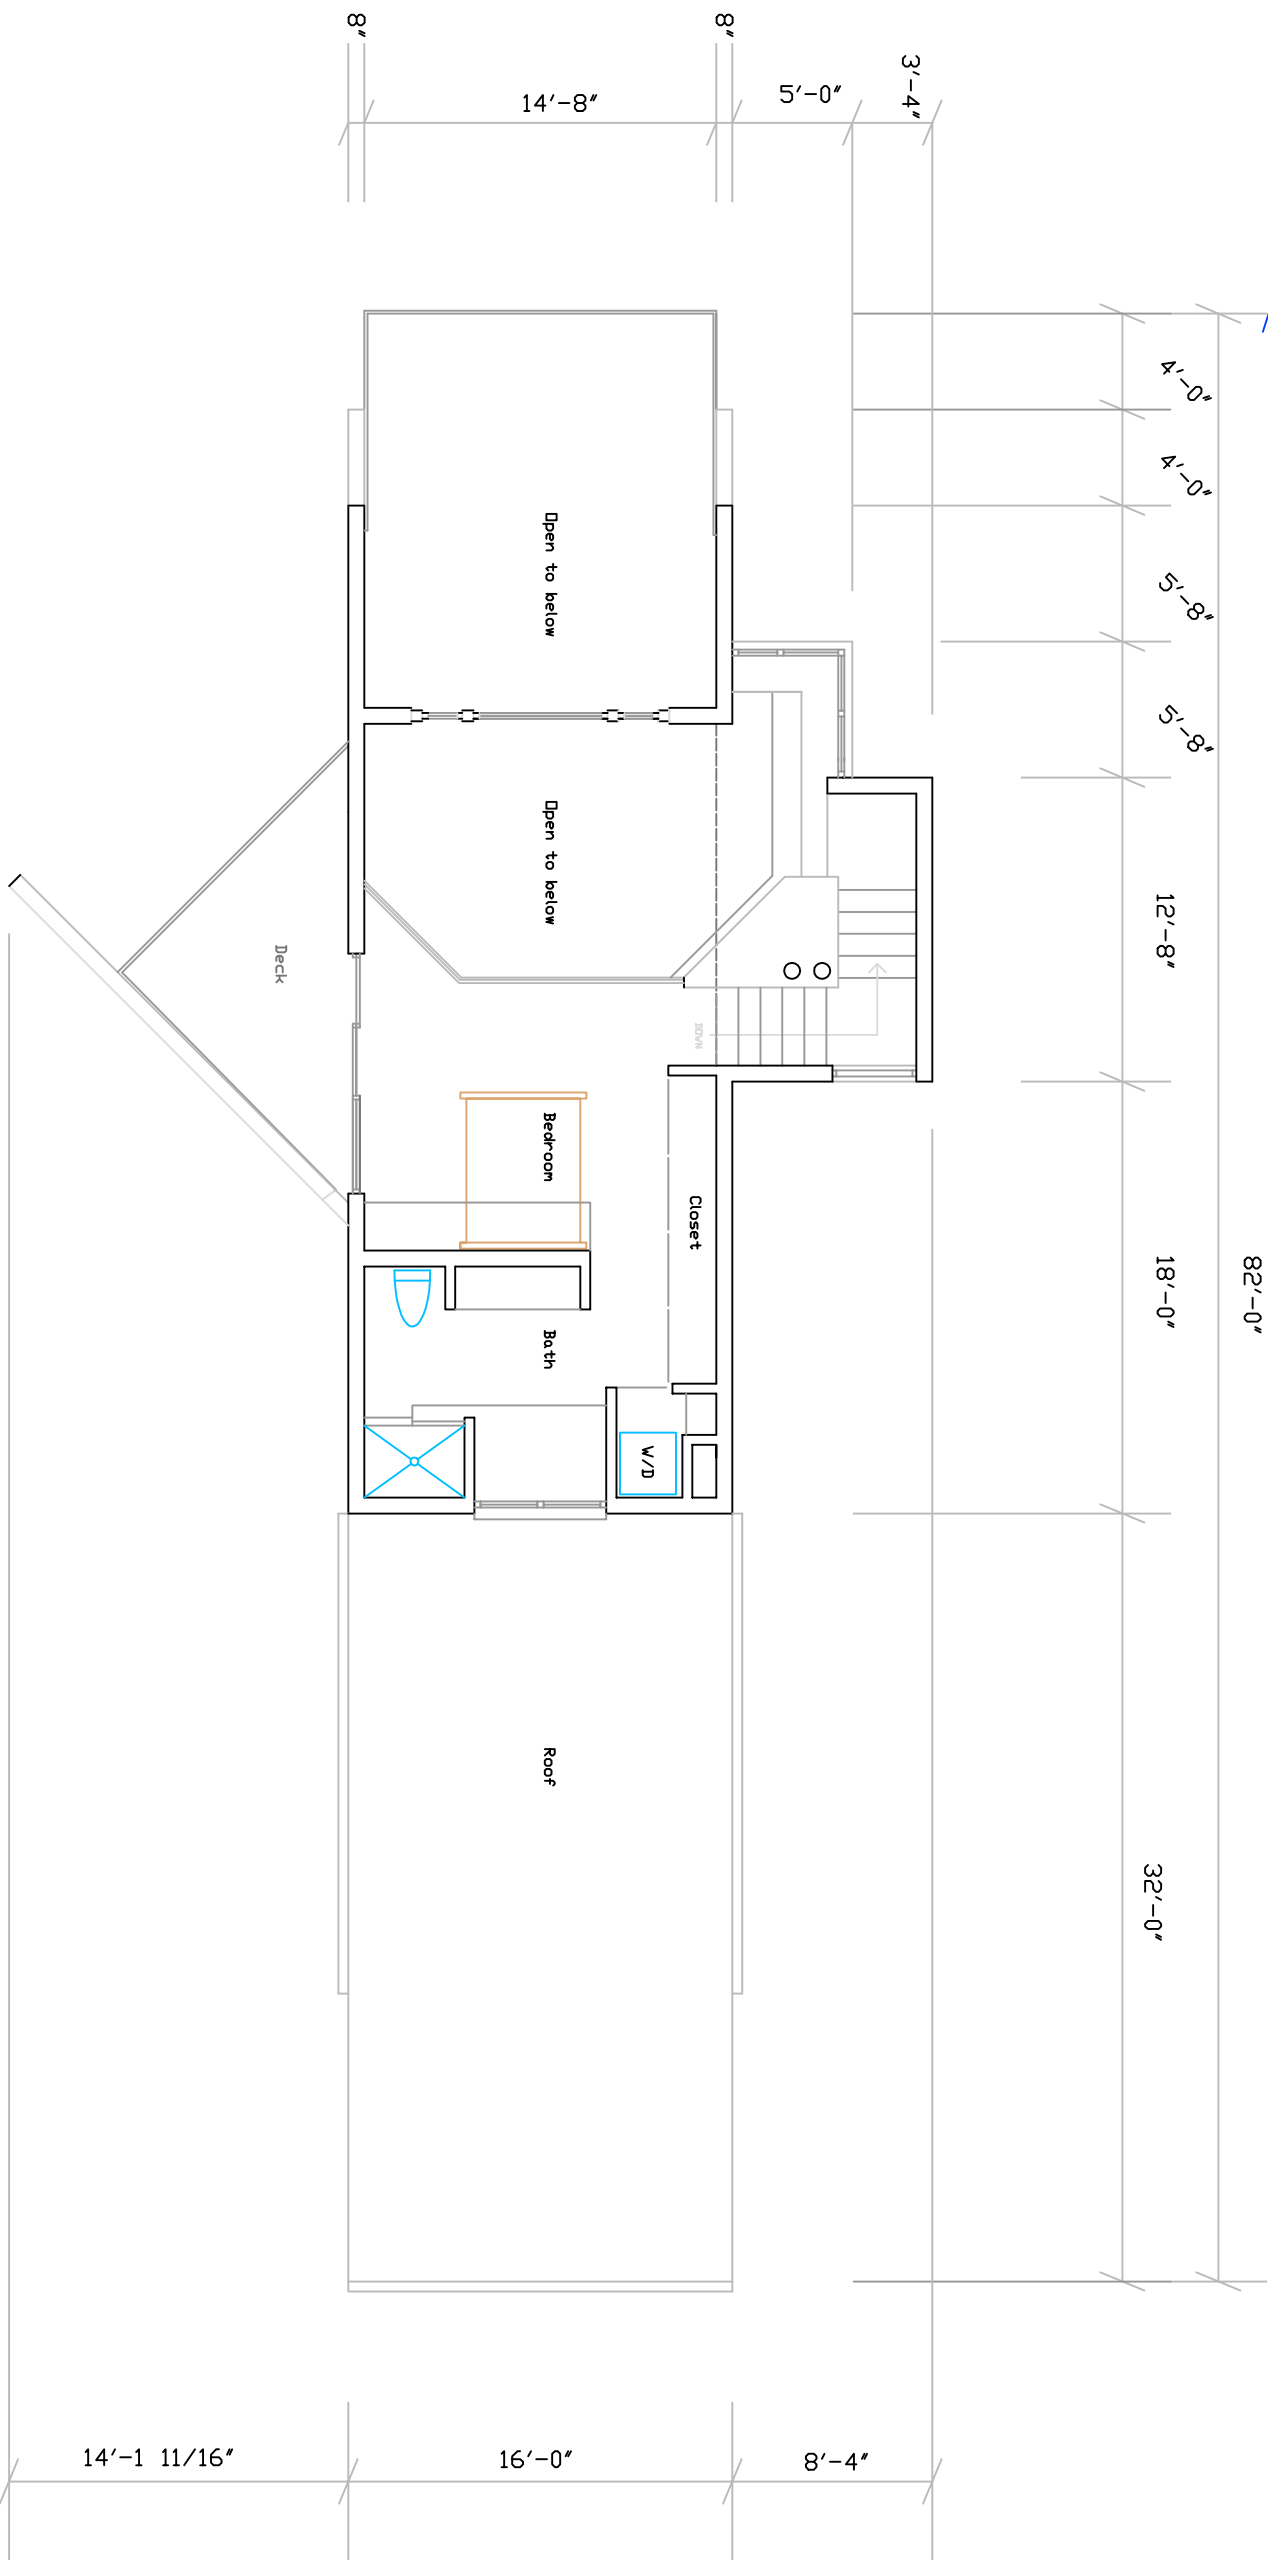 8"
8"
14'-8"
5'-0"
3'-4"
4'-0"
4'-0"
5'-8"
5'-8"
12'-8"
18'-0"
82'-0"
32'-0"
Open to below
Open to below
Deck
DOWN
Bedroom
Closet
Bath
W/D
Roof
14'-1 11/16"
16'-0"
8'-4"